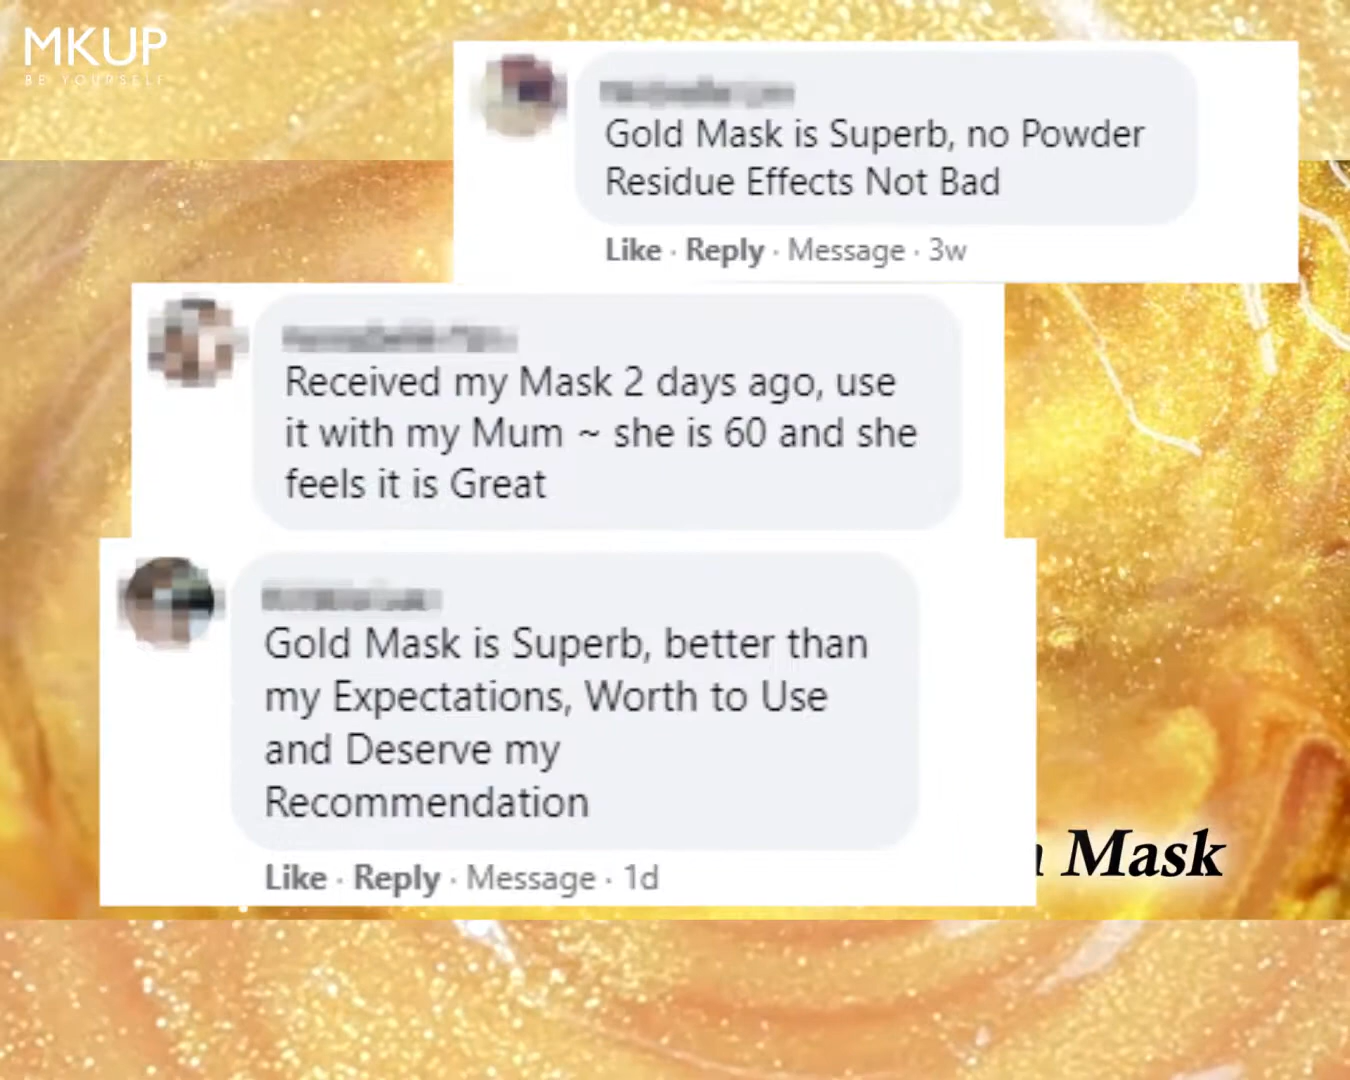 MKUP
BE YOURSELF
Gold Mask is Superb, no Powder
Residue Effects Not Bad
Like · Reply · Message · 3w
Received my Mask 2 days ago, use
it with my Mum ~ she is 60 and she
feels it is Great
Gold Mask is Superb, better than
my Expectations, Worth to Use
and Deserve my
Recommendation
Like · Reply · Message · 1d
Mask